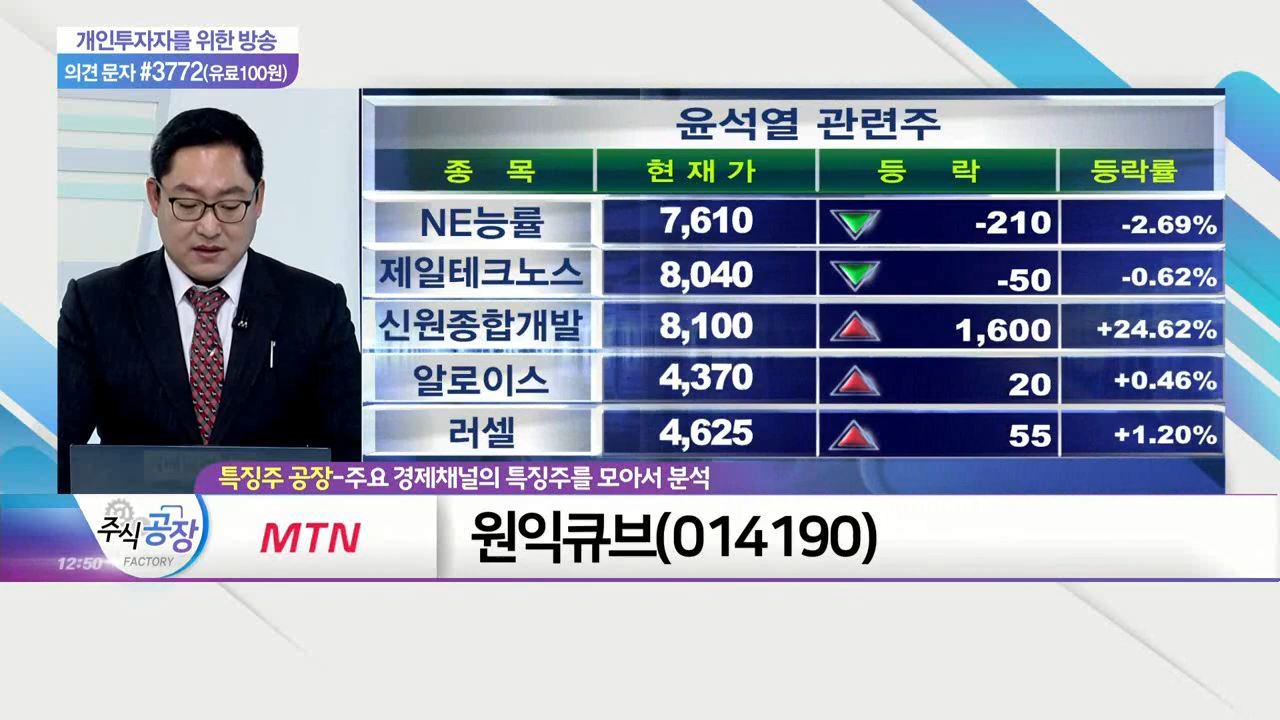 개인투자자를 위한 방송
의견 문자 #3772(유료100원)
윤석열 관련주
종 목 현 재 가 등 락 등락률
NE능률 7,610 -210 -2.69%
제일테크노스 8,040 -50 -0.62%
신원종합개발 8,100 1,600 +24.62%
알로이스 4,370 20 +0.46%
러셀 4,625 55 +1.20%
특징주 공장-주요 경제채널의 특징주를 모아서 분석
주식공장
FACTORY
12:50
MTN
원익큐브(014190)